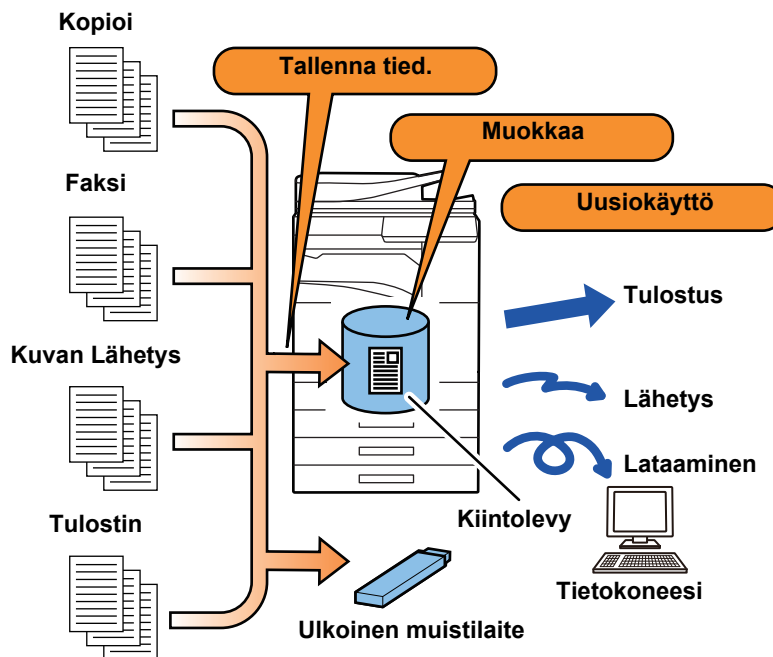 Kopioi
Tallenna tied.
Muokkaa
Faksi
Uusiokäyttö
Tulostus
Kuvan Lähetys
Lähetys
Lataaminen
Kiintolevy
Tulostin
Tietokoneesi
Ulkoinen muistilaite